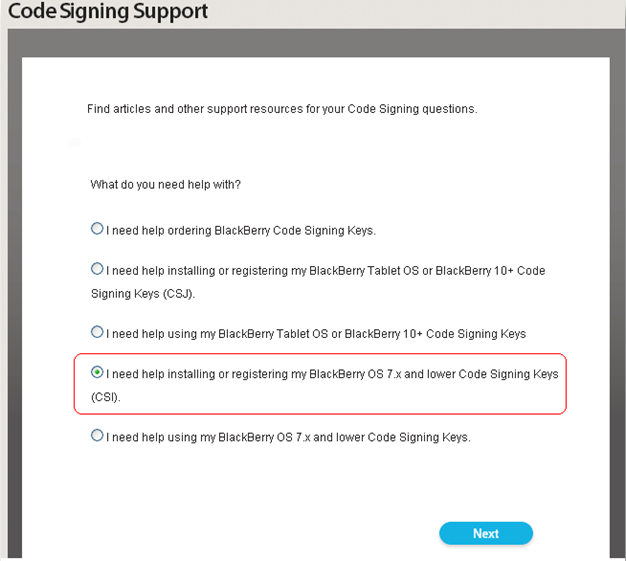 Code Signing Support
Find articles and other support resources for your Code Signing questions.
What do you need help with?
I need help ordering BlackBerry Code Signing Keys.
I need help installing or registering my BlackBerry Tablet OS or BlackBerry 10+ Code
Signing Keys (CSJ).
I need help using my BlackBerry Tablet OS or BlackBerry 10+ Code Signing Keys
I need help installing or registering my BlackBerry OS 7.x and lower Code Signing Keys
(CSI).
I need help using my BlackBerry OS 7.x and lower Code Signing Keys.
Next